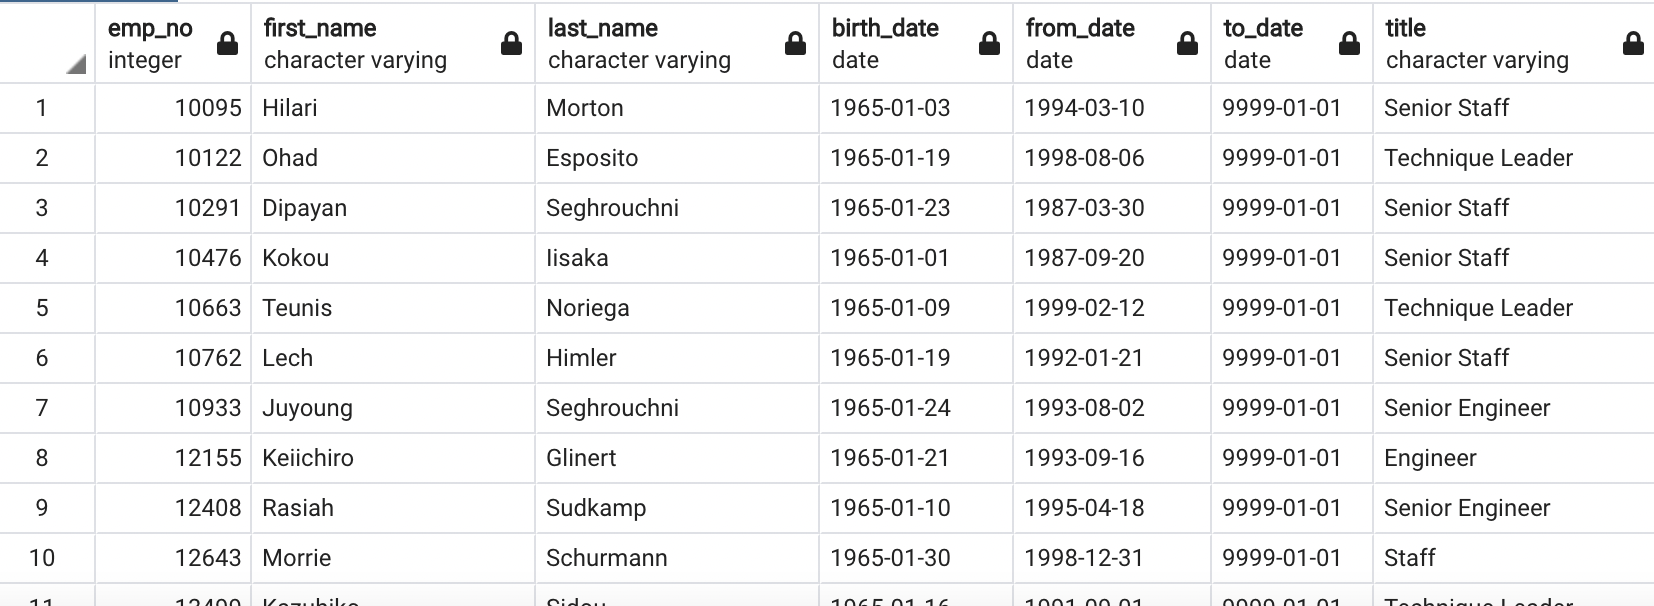 emp_no first_name last_name birth_date from_date to_date title
integer character varying character varying date date date character varying
1 10095 Hilari Morton 1965-01-03 1994-03-10 9999-01-01 Senior Staff
2 10122 Ohad Esposito 1965-01-19 1998-08-06 9999-01-01 Technique Leader
3 10291 Dipayan Seghrouchni 1965-01-23 1987-03-30 9999-01-01 Senior Staff
4 10476 Kokou Iisaka 1965-01-01 1987-09-20 9999-01-01 Senior Staff
5 10663 Teunis Noriega 1965-01-09 1999-02-12 9999-01-01 Technique Leader
6 10762 Lech Himler 1965-01-19 1992-01-21 9999-01-01 Senior Staff
7 10933 Juyoung Seghrouchni 1965-01-24 1993-08-02 9999-01-01 Senior Engineer
8 12155 Keiichiro Glinert 1965-01-21 1993-09-16 9999-01-01 Engineer
9 12408 Rasiah Sudkamp 1965-01-10 1995-04-18 9999-01-01 Senior Engineer
10 12643 Morrie Schurmann 1965-01-30 1998-12-31 9999-01-01 Staff
11 9999-01-01 Technique Leader